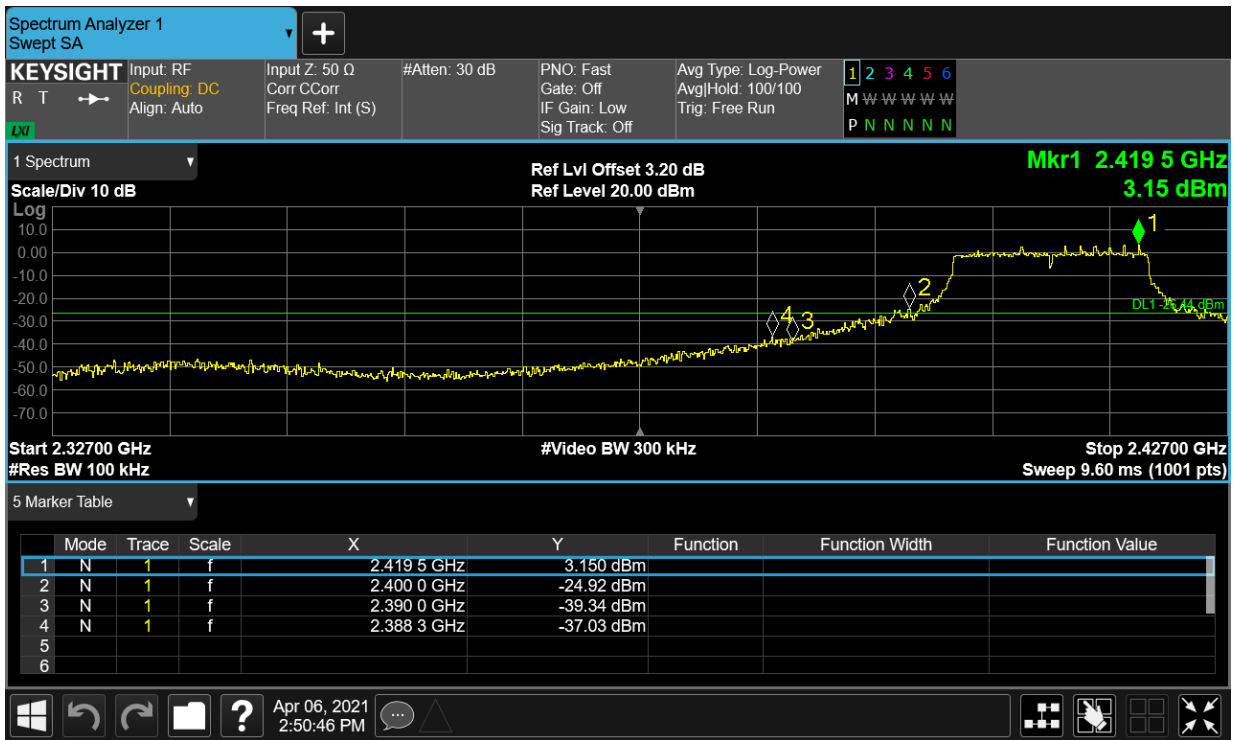 Spectrum Analyzer 1
Swept SA
KEYSIGHT
R T
LXI
Input: RF
Coupling: DC
Align: Auto
Input Z: 50 Ω
Corr CCorr
Freq Ref: Int (S)
#Atten: 30 dB
PNO: Fast
Gate: Off
IF Gain: Low
Sig Track: Off
Avg Type: Log-Power
Avg|Hold: 100/100
Trig: Free Run
1 2 3 4 5 6
M W W W W W
P N N N N N
1 Spectrum
Scale/Div 10 dB
Ref Lvl Offset 3.20 dB
Ref Level 20.00 dBm
Mkr1 2.419 5 GHz
3.15 dBm
Log
10.0
0.00
-10.0
-20.0
-30.0
-40.0
-50.0
-60.0
-70.0
1
2
4
3
Start 2.32700 GHz
#Res BW 100 kHz
#Video BW 300 kHz
Stop 2.42700 GHz
Sweep 9.60 ms (1001 pts)
5 Marker Table
Mode Trace Scale X Y Function Function Width Function Value
1 N 1 f 2.419 5 GHz 3.150 dBm
2 N 1 f 2.400 0 GHz -24.92 dBm
3 N 1 f 2.390 0 GHz -39.34 dBm
4 N 1 f 2.388 3 GHz -37.03 dBm
5
6
?
Apr 06, 2021
2:50:46 PM